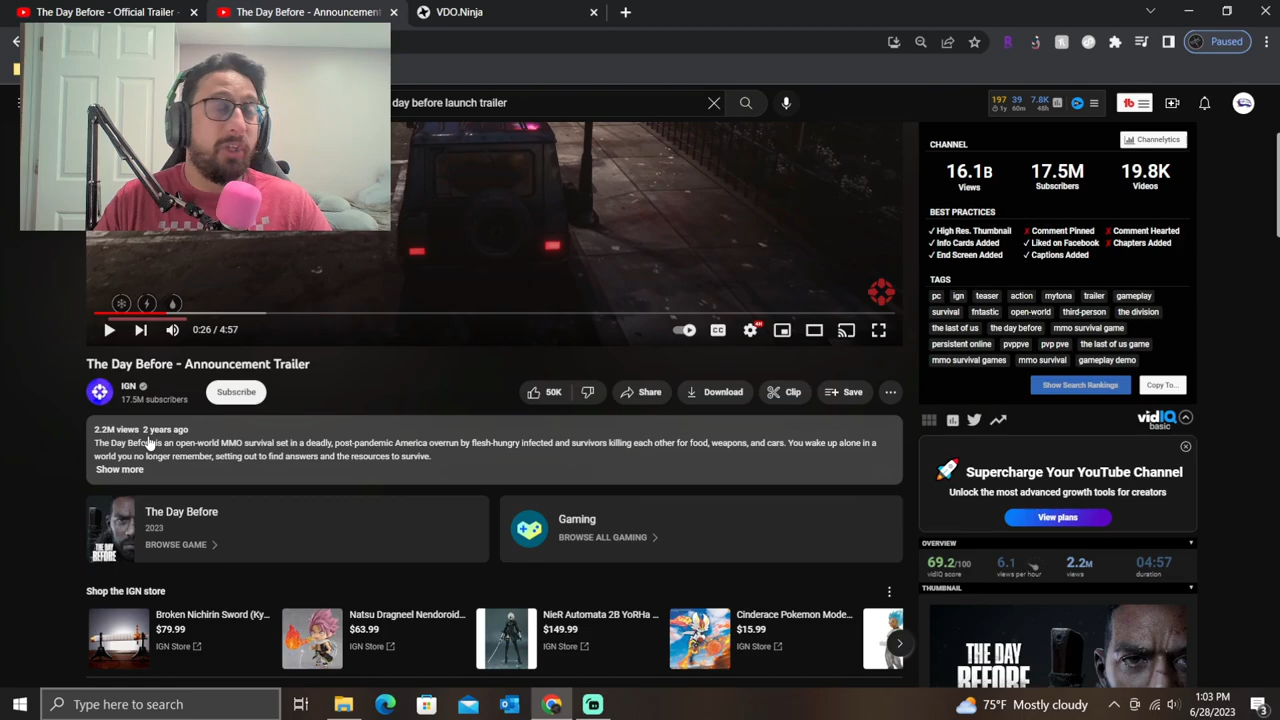 The Day Before - Official Trailer -
The Day Before - Announcement
VDO.Ninja
Paused
day before launch trailer
197 39 7.8K
1y 60m 48h
0:26 / 4:57
CC
The Day Before - Announcement Trailer
IGN
17.5M subscribers
Subscribe
50K
Share
Download
Clip
Save
2.2M views 2 years ago
The Day Before is an open-world MMO survival set in a deadly, post-pandemic America overrun by flesh-hungry infected and survivors killing each other for food, weapons, and cars. You wake up alone in a
world you no longer remember, setting out to find answers and the resources to survive.
Show more
THE DAY
BEFORE
The Day Before
2023
BROWSE GAME
Gaming
BROWSE ALL GAMING
Shop the IGN store
Broken Nichirin Sword (Ky...
$79.99
IGN Store
Natsu Dragneel Nendoroid...
$63.99
IGN Store
NieR Automata 2B YoRHa ...
$149.99
IGN Store
Cinderace Pokemon Mode...
$15.99
IGN Store
CHANNEL
Channelytics
16.1B 17.5M 19.8K
Views Subscribers Videos
BEST PRACTICES
✓ High Res. Thumbnail ✗ Comment Pinned ✗ Comment Hearted
✓ Info Cards Added ✓ Liked on Facebook ✗ Chapters Added
✓ End Screen Added ✓ Captions Added
TAGS
pc ign teaser action mytona trailer gameplay
survival fntastic open-world third-person the division
the last of us the day before mmo survival game
persistent online pvppve pvp pve the last of us game
mmo survival games mmo survival gameplay demo
Show Search Rankings
Copy To...
vidIQ
basic
Supercharge Your YouTube Channel
Unlock the most advanced growth tools for creators
View plans
OVERVIEW
69.2/100 6.1 2.2M 04:57
vidIQ score views per hour views duration
THUMBNAIL
THE DAY
Type here to search
75°F Mostly cloudy
1:03 PM
6/28/2023
3